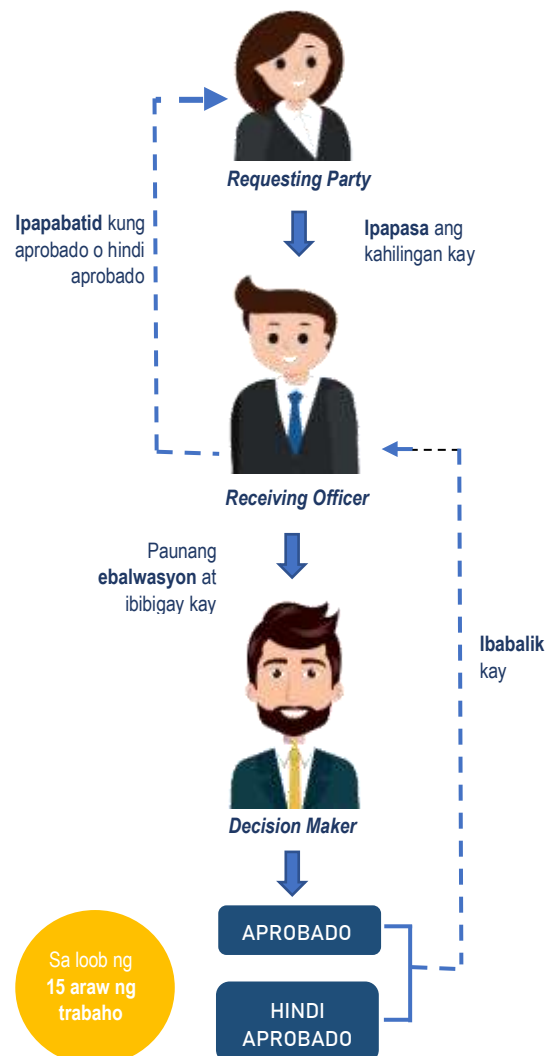 Requesting Party
Ipapabatid kung
aprobado o hindi
aprobado
Ipapasa ang
kahilingan kay
Receiving Officer
Paunang
ebalwasyon at
ibibigay kay
Ibabalik
kay
Decision Maker
APROBADO
Sa loob ng
15 araw ng
trabaho
HINDI
APROBADO